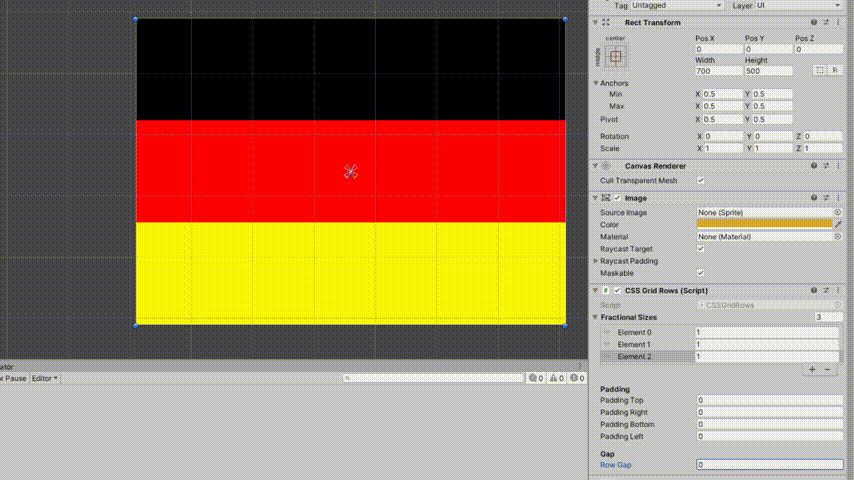 Tag Untagged Layer UI
Rect Transform
center Pos X Pos Y Pos Z
middle 0 0 0
Width Height
700 500 R
Anchors
Min X 0.5 Y 0.5
Max X 0.5 Y 0.5
Pivot X 0.5 Y 0.5
Rotation X 0 Y 0 Z 0
Scale X 1 Y 1 Z 1
Canvas Renderer
Cull Transparent Mesh
Image
Source Image None (Sprite)
Color
Material None (Material)
Raycast Target
Raycast Padding
Maskable
# CSS Grid Rows (Script)
Script CSSGridRows
Fractional Sizes 3
Element 0 1
Element 1 1
Element 2 1
+ −
Padding
Padding Top 0
Padding Right 0
Padding Bottom 0
Padding Left 0
Gap
Row Gap 0
ator
r Pause Editor 0 0 0